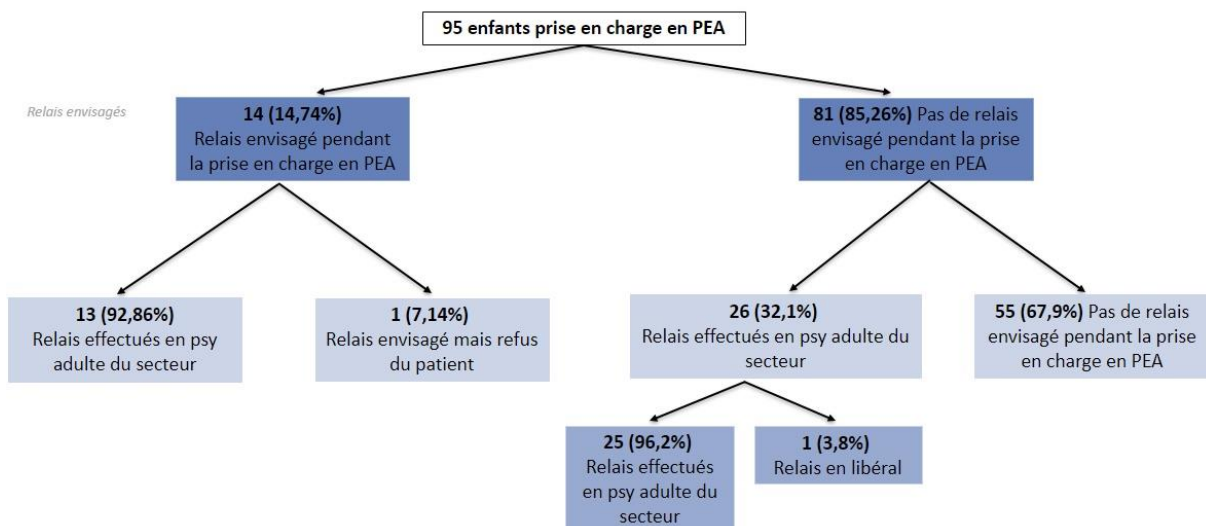 95 enfants prise en charge en PEA
Relais envisagés
14 (14,74%)
Relais envisagé pendant
la prise en charge en PEA
81 (85,26%) Pas de relais
envisagé pendant la prise
en charge en PEA
13 (92,86%)
Relais effectués en psy
adulte du secteur
1 (7,14%)
Relais envisagé mais refus
du patient
26 (32,1%)
Relais effectués en psy adulte du
secteur
55 (67,9%) Pas de relais
envisagé pendant la prise
en charge en PEA
25 (96,2%)
Relais effectués
en psy adulte du
secteur
1 (3,8%)
Relais en libéral